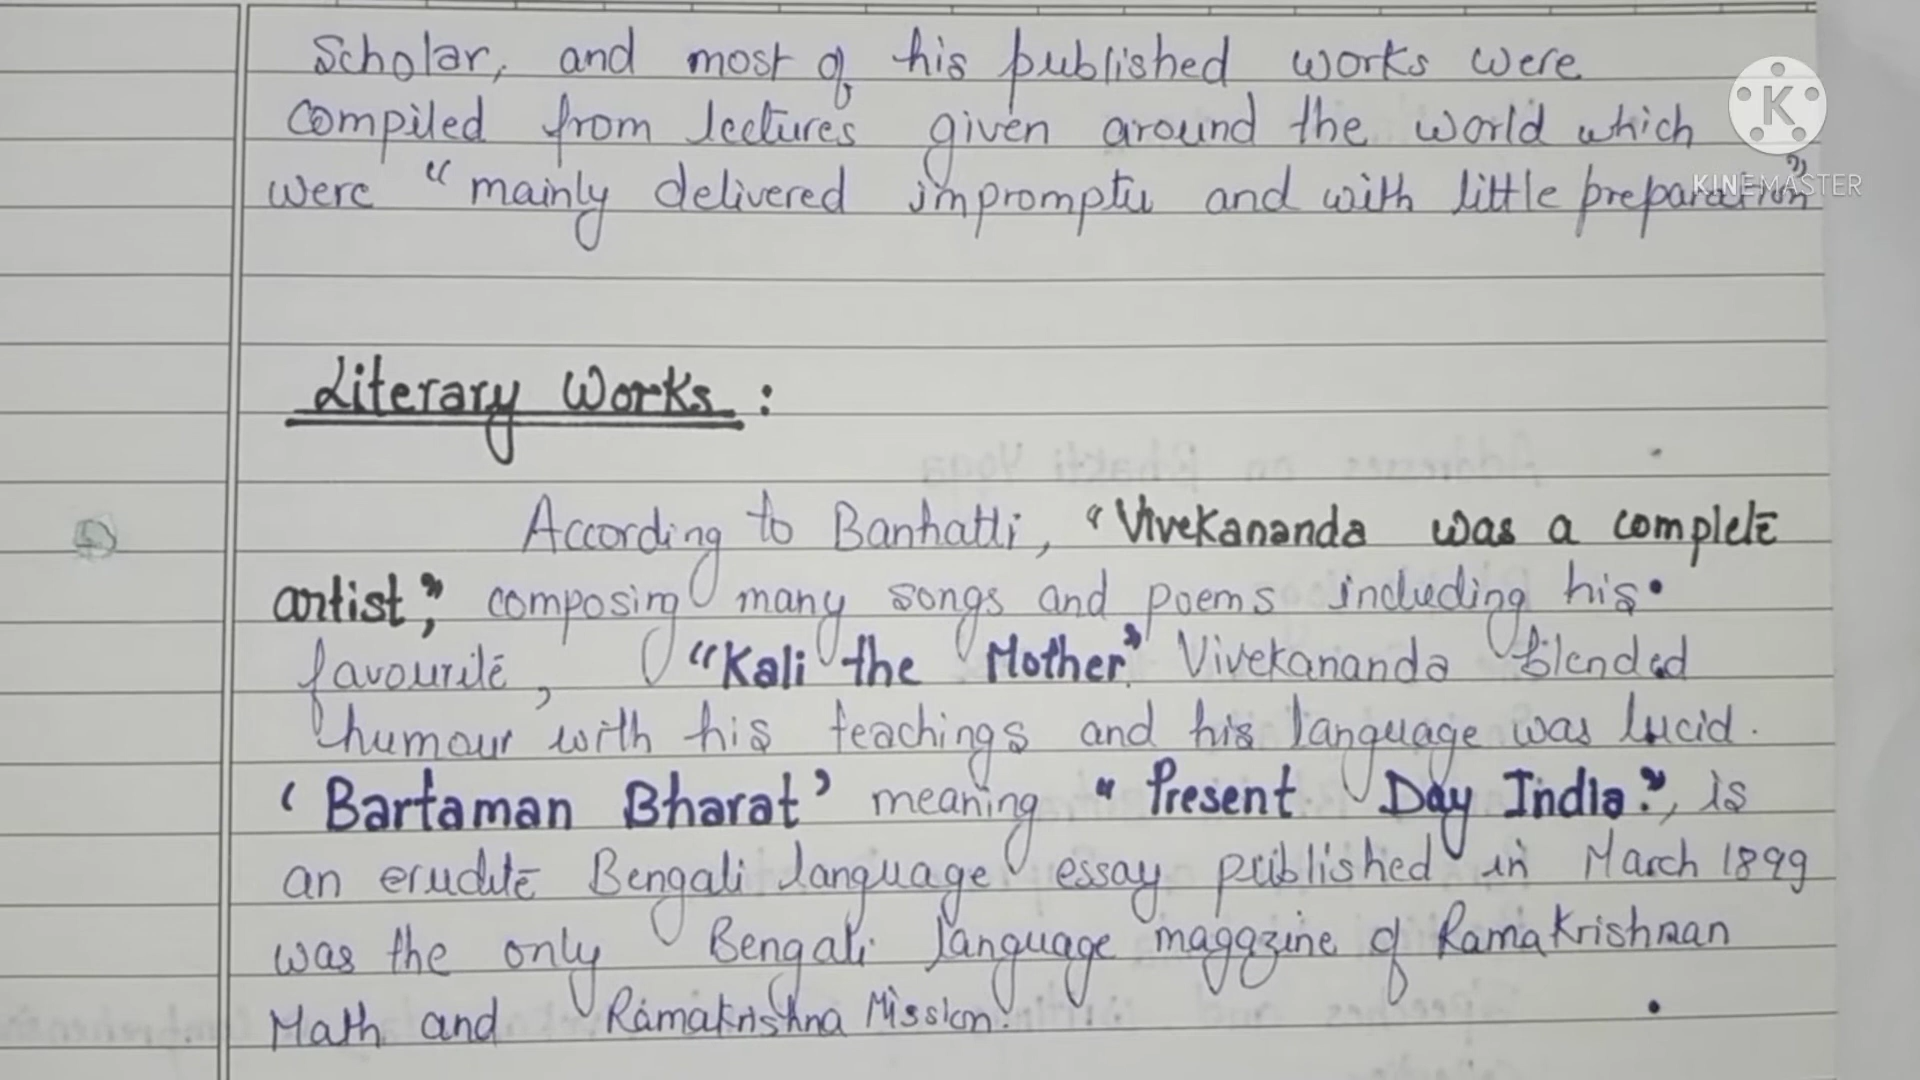 Scholar, and most of his published works were
compiled from lectures given around the world which
were "mainly delivered impromptu and with little preparation"
KINEMASTER
Literary Works :
According to Banhatti, "Vivekananda was a complete
artist", composing many songs and poems including his
favourite, "Kali the Mother". Vivekananda blended
humour with his teachings and his language was lucid.
'Bartaman Bharat' meaning "Present Day India", is
an erudite Bengali language essay published in March 1899
was the only Bengali language magazine of Ramakrishnan
Math and Ramakrishna Mission.